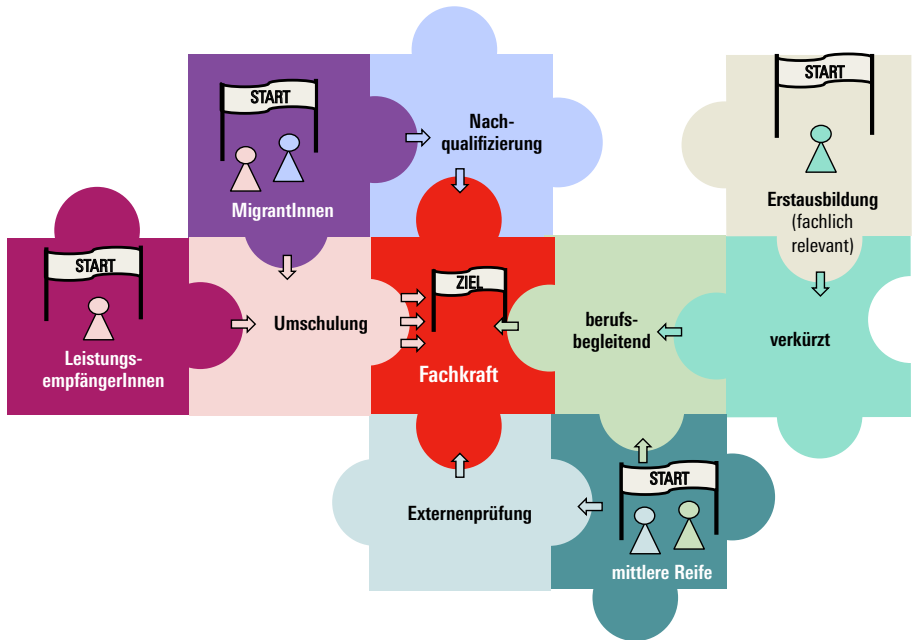 START
MigrantInnen
Nach-
qualifizierung
START
Erstausbildung
(fachlich
relevant)
START
Leistungs-
empfängerInnen
Umschulung
ZIEL
Fachkraft
berufs-
begleitend
verkürzt
Externenprüfung
START
mittlere Reife